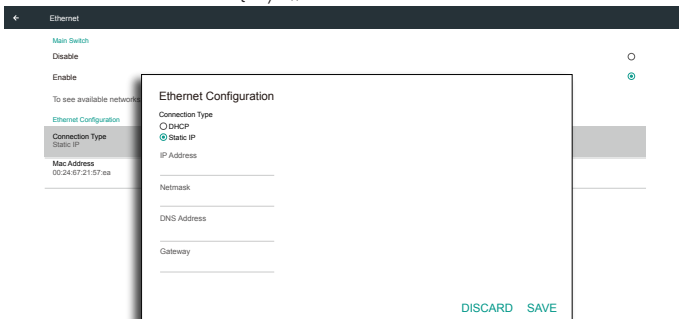 Ethernet
Main Switch
Disable
Enable
To see available networks
Ethernet Configuration
Connection Type
Static IP
Mac Address
00:24:67:21:57:ea
Ethernet Configuration
Connection Type
DHCP
Static IP
IP Address
Netmask
DNS Address
Gateway
DISCARD SAVE